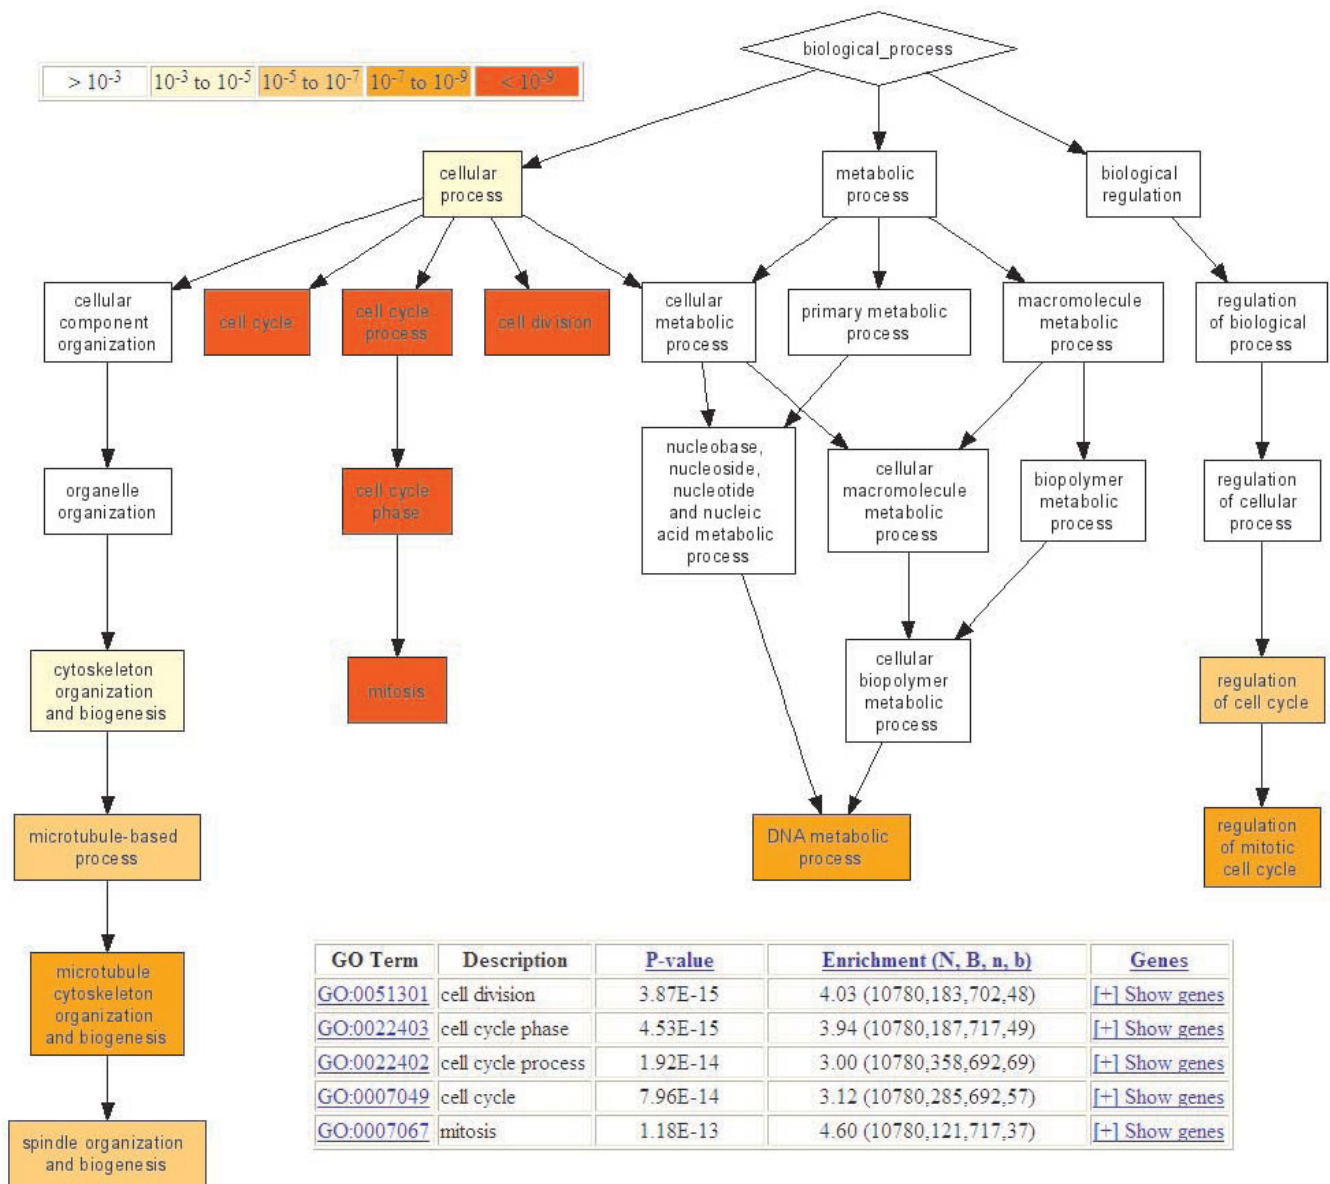 biological_process
> 10-3 10-3 to 10-5 10-5 to 10-7 10-7 to 10-9 < 10-9
cellular
process
metabolic
process
biological
regulation
cellular
component
organization
cell cycle
cell cycle
process
cell division
cellular
metabolic
process
primary metabolic
process
macromolecule
metabolic
process
regulation
of biological
process
organelle
organization
cell cycle
phase
nucleobase,
nucleoside,
nucleotide
and nucleic
acid metabolic
process
cellular
macromolecule
metabolic
process
biopolymer
metabolic
process
regulation
of cellular
process
cytoskeleton
organization
and biogenesis
mitosis
cellular
biopolymer
metabolic
process
regulation
of cell cycle
microtubule-based
process
DNA metabolic
process
regulation
of mitotic
cell cycle
microtubule
cytoskeleton
organization
and biogenesis
spindle organization
and biogenesis
GO Term Description P-value Enrichment (N, B, n, b) Genes
GO:0051301 cell division 3.87E-15 4.03 (10780,183,702,48) [+] Show genes
GO:0022403 cell cycle phase 4.53E-15 3.94 (10780,187,717,49) [+] Show genes
GO:0022402 cell cycle process 1.92E-14 3.00 (10780,358,692,69) [+] Show genes
GO:0007049 cell cycle 7.96E-14 3.12 (10780,285,692,57) [+] Show genes
GO:0007067 mitosis 1.18E-13 4.60 (10780,121,717,37) [+] Show genes